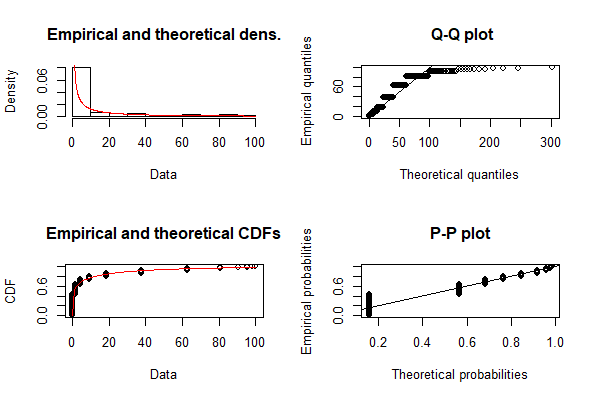 Empirical and theoretical dens.
Density
0.00 0.06
0 20 40 60 80 100
Data
Q-Q plot
Empirical quantiles
0 60
0 50 100 200 300
Theoretical quantiles
Empirical and theoretical CDFs
CDF
0.0 0.6
0 20 40 60 80 100
Data
P-P plot
Empirical probabilities
0.0 0.6
0.2 0.4 0.6 0.8 1.0
Theoretical probabilities